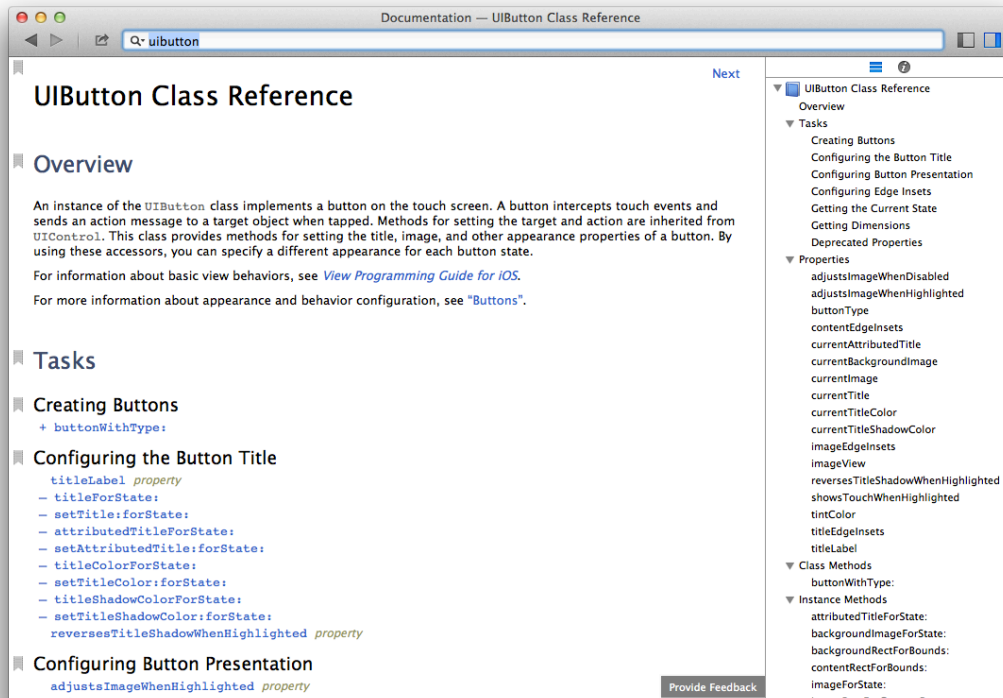 Documentation — UIButton Class Reference
uibutton
Next
UIButton Class Reference
Overview
An instance of the UIButton class implements a button on the touch screen. A button intercepts touch events and
sends an action message to a target object when tapped. Methods for setting the target and action are inherited from
UIControl. This class provides methods for setting the title, image, and other appearance properties of a button. By
using these accessors, you can specify a different appearance for each button state.
For information about basic view behaviors, see View Programming Guide for iOS.
For more information about appearance and behavior configuration, see “Buttons”.
Tasks
Creating Buttons
+ buttonWithType:
Configuring the Button Title
titleLabel property
– titleForState:
– setTitle:forState:
– attributedTitleForState:
– setAttributedTitle:forState:
– titleColorForState:
– setTitleColor:forState:
– titleShadowColorForState:
– setTitleShadowColor:forState:
reversesTitleShadowWhenHighlighted property
Configuring Button Presentation
adjustsImageWhenHighlighted property
Provide Feedback
UIButton Class Reference
Overview
Tasks
Creating Buttons
Configuring the Button Title
Configuring Button Presentation
Configuring Edge Insets
Getting the Current State
Getting Dimensions
Deprecated Properties
Properties
adjustsImageWhenDisabled
adjustsImageWhenHighlighted
buttonType
contentEdgeInsets
currentAttributedTitle
currentBackgroundImage
currentImage
currentTitle
currentTitleColor
currentTitleShadowColor
imageEdgeInsets
imageView
reversesTitleShadowWhenHighlighted
showsTouchWhenHighlighted
tintColor
titleEdgeInsets
titleLabel
Class Methods
buttonWithType:
Instance Methods
attributedTitleForState:
backgroundImageForState:
backgroundRectForBounds:
contentRectForBounds:
imageForState: